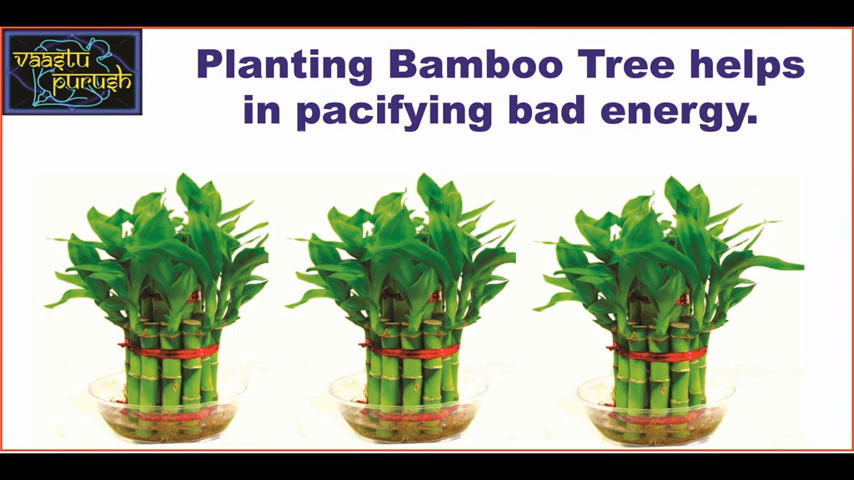 vaastu
purush
Planting Bamboo Tree helps
in pacifying bad energy.